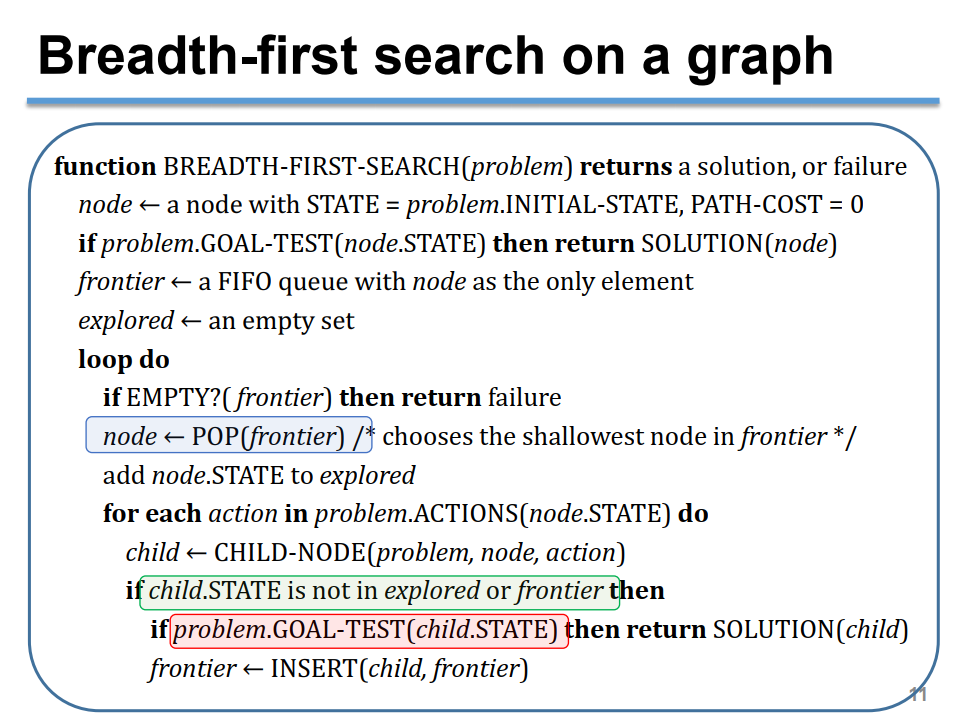 Breadth-first search on a graph
function BREADTH-FIRST-SEARCH(problem) returns a solution, or failure
node ← a node with STATE = problem.INITIAL-STATE, PATH-COST = 0
if problem.GOAL-TEST(node.STATE) then return SOLUTION(node)
frontier ← a FIFO queue with node as the only element
explored ← an empty set
loop do
if EMPTY?( frontier) then return failure
node ← POP(frontier) /* chooses the shallowest node in frontier */
add node.STATE to explored
for each action in problem.ACTIONS(node.STATE) do
child ← CHILD-NODE(problem, node, action)
if child.STATE is not in explored or frontier then
if problem.GOAL-TEST(child.STATE) then return SOLUTION(child)
frontier ← INSERT(child, frontier)
11